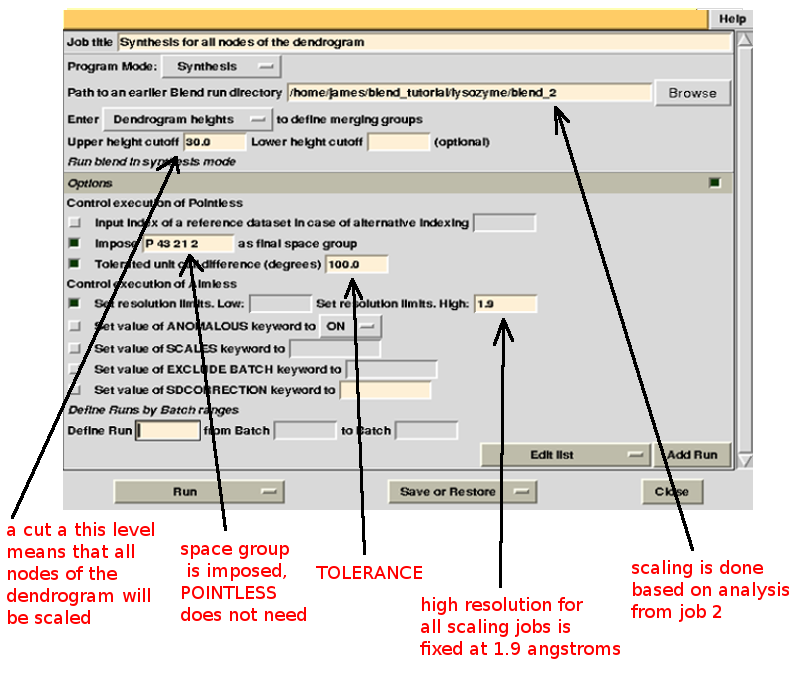 Help
Job title Synthesis for all nodes of the dendrogram
Program Mode: Synthesis
Path to an earlier Blend run directory /home/james/blend_tutorial/lysozyme/blend_2 Browse
Enter Dendrogram heights to define merging groups
Upper height cutoff 30.0 Lower height cutoff (optional)
Run blend in synthesis mode
Options
Control execution of Pointless
Input index of a reference dataset in case of alternative indexing
Impose P 43 21 2 as final space group
Tolerated unit cell difference (degrees) 100.0
Control execution of Aimless
Set resolution limits. Low: Set resolution limits. High: 1.9
Set value of ANOMALOUS keyword to ON
Set value of SCALES keyword to
Set value of EXCLUDE BATCH keyword to
Set value of SDCORRECTION keyword to
Define Runs by Batch ranges
Define Run from Batch to Batch
Edit list Add Run
Run Save or Restore Close
a cut a this level
means that all
nodes of the
dendrogram will
be scaled
space group
is imposed,
POINTLESS
does not need
TOLERANCE
high resolution for
all scaling jobs is
fixed at 1.9 angstroms
scaling is done
based on analysis
from job 2